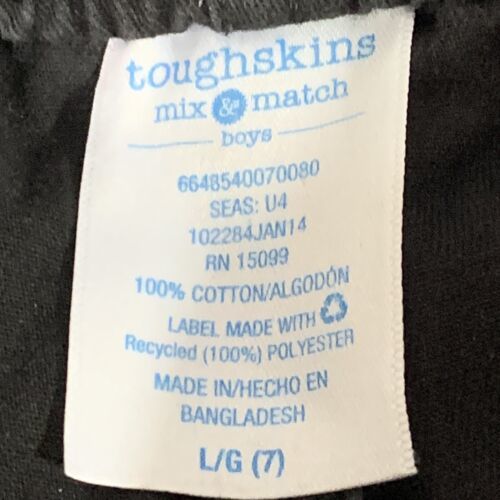 toughskins
mix & match
boys
6648540070080
SEAS: U4
102284JAN14
RN 15099
100% COTTON/ALGODÓN
LABEL MADE WITH
Recycled (100%) POLYESTER
MADE IN/HECHO EN
BANGLADESH
L/G (7)